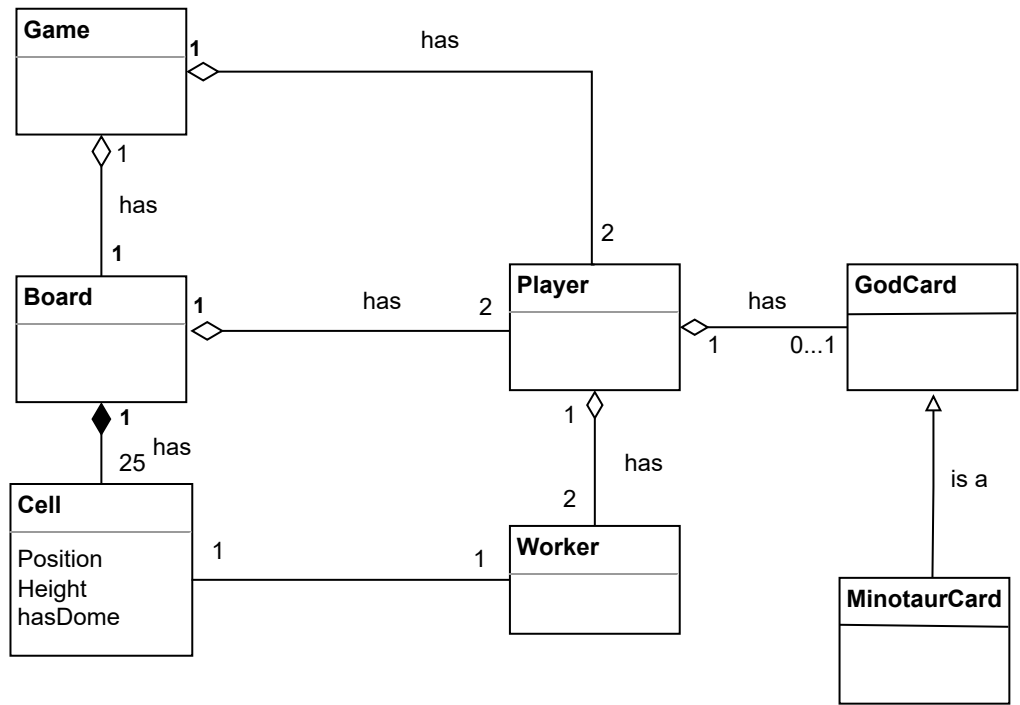 Game
1
has
1
has
2
1
Board
1
has
2
Player
has
1
0...1
GodCard
1
has
25
1
has
2
is a
Cell
Position
Height
hasDome
1
1
Worker
MinotaurCard